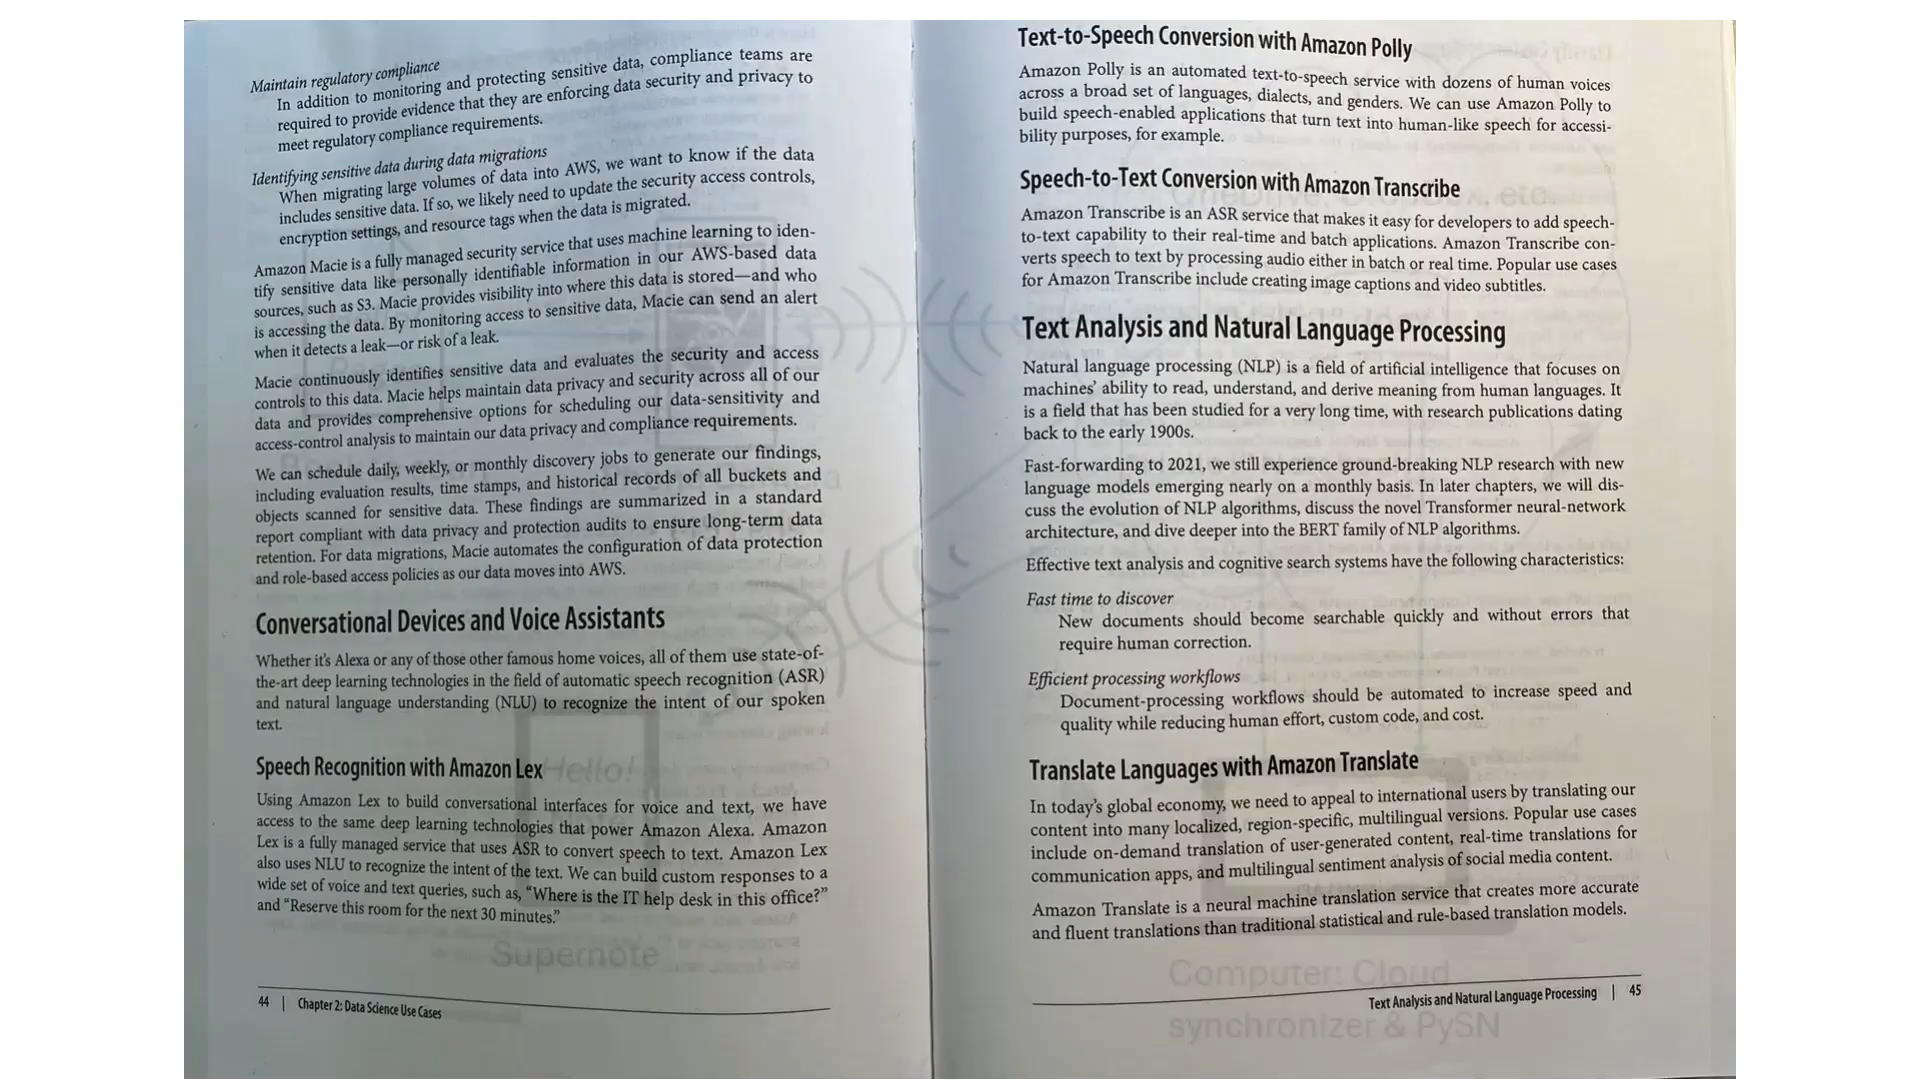 Maintain regulatory compliance
In addition to monitoring and protecting sensitive data, compliance teams are
required to provide evidence that they are enforcing data security and privacy to
meet regulatory compliance requirements.
Identifying sensitive data during data migrations
When migrating large volumes of data into AWS, we want to know if the data
includes sensitive data. If so, we likely need to update the security access controls,
encryption settings, and resource tags when the data is migrated.
Amazon Macie is a fully managed security service that uses machine learning to iden-
tify sensitive data like personally identifiable information in our AWS-based data
sources, such as S3. Macie provides visibility into where this data is stored—and who
is accessing the data. By monitoring access to sensitive data, Macie can send an alert
when it detects a leak—or risk of a leak.
Macie continuously identifies sensitive data and evaluates the security and access
controls to this data. Macie helps maintain data privacy and security across all of our
data and provides comprehensive options for scheduling our data-sensitivity and
access-control analysis to maintain our data privacy and compliance requirements.
We can schedule daily, weekly, or monthly discovery jobs to generate our findings,
including evaluation results, time stamps, and historical records of all buckets and
objects scanned for sensitive data. These findings are summarized in a standard
report compliant with data privacy and protection audits to ensure long-term data
retention. For data migrations, Macie automates the configuration of data protection
and role-based access policies as our data moves into AWS.
Conversational Devices and Voice Assistants
Whether it's Alexa or any of those other famous home voices, all of them use state-of-
the-art deep learning technologies in the field of automatic speech recognition (ASR)
and natural language understanding (NLU) to recognize the intent of our spoken
text.
Speech Recognition with Amazon Lex
Hello!
Using Amazon Lex to build conversational interfaces for voice and text, we have
access to the same deep learning technologies that power Amazon Alexa. Amazon
Lex is a fully managed service that uses ASR to convert speech to text. Amazon Lex
also uses NLU to recognize the intent of the text. We can build custom responses to a
wide set of voice and text queries, such as, "Where is the IT help desk in this office?"
and "Reserve this room for the next 30 minutes."
Supernote
44 | Chapter 2: Data Science Use Cases
Text-to-Speech Conversion with Amazon Polly
Amazon Polly is an automated text-to-speech service with dozens of human voices
across a broad set of languages, dialects, and genders. We can use Amazon Polly to
build speech-enabled applications that turn text into human-like speech for accessi-
bility purposes, for example.
Speech-to-Text Conversion with Amazon Transcribe
Amazon Transcribe is an ASR service that makes it easy for developers to add speech-
to-text capability to their real-time and batch applications. Amazon Transcribe con-
verts speech to text by processing audio either in batch or real time. Popular use cases
for Amazon Transcribe include creating image captions and video subtitles.
Text Analysis and Natural Language Processing
Natural language processing (NLP) is a field of artificial intelligence that focuses on
machines' ability to read, understand, and derive meaning from human languages. It
is a field that has been studied for a very long time, with research publications dating
back to the early 1900s.
Fast-forwarding to 2021, we still experience ground-breaking NLP research with new
language models emerging nearly on a monthly basis. In later chapters, we will dis-
cuss the evolution of NLP algorithms, discuss the novel Transformer neural-network
architecture, and dive deeper into the BERT family of NLP algorithms.
Effective text analysis and cognitive search systems have the following characteristics:
Fast time to discover
New documents should become searchable quickly and without errors that
require human correction.
Efficient processing workflows
Document-processing workflows should be automated to increase speed and
quality while reducing human effort, custom code, and cost.
Translate Languages with Amazon Translate
In today's global economy, we need to appeal to international users by translating our
content into many localized, region-specific, multilingual versions. Popular use cases
include on-demand translation of user-generated content, real-time translations for
communication apps, and multilingual sentiment analysis of social media content.
Amazon Translate is a neural machine translation service that creates more accurate
and fluent translations than traditional statistical and rule-based translation models.
Computer: Cloud
synchronizer & PySN
Text Analysis and Natural Language Processing | 45